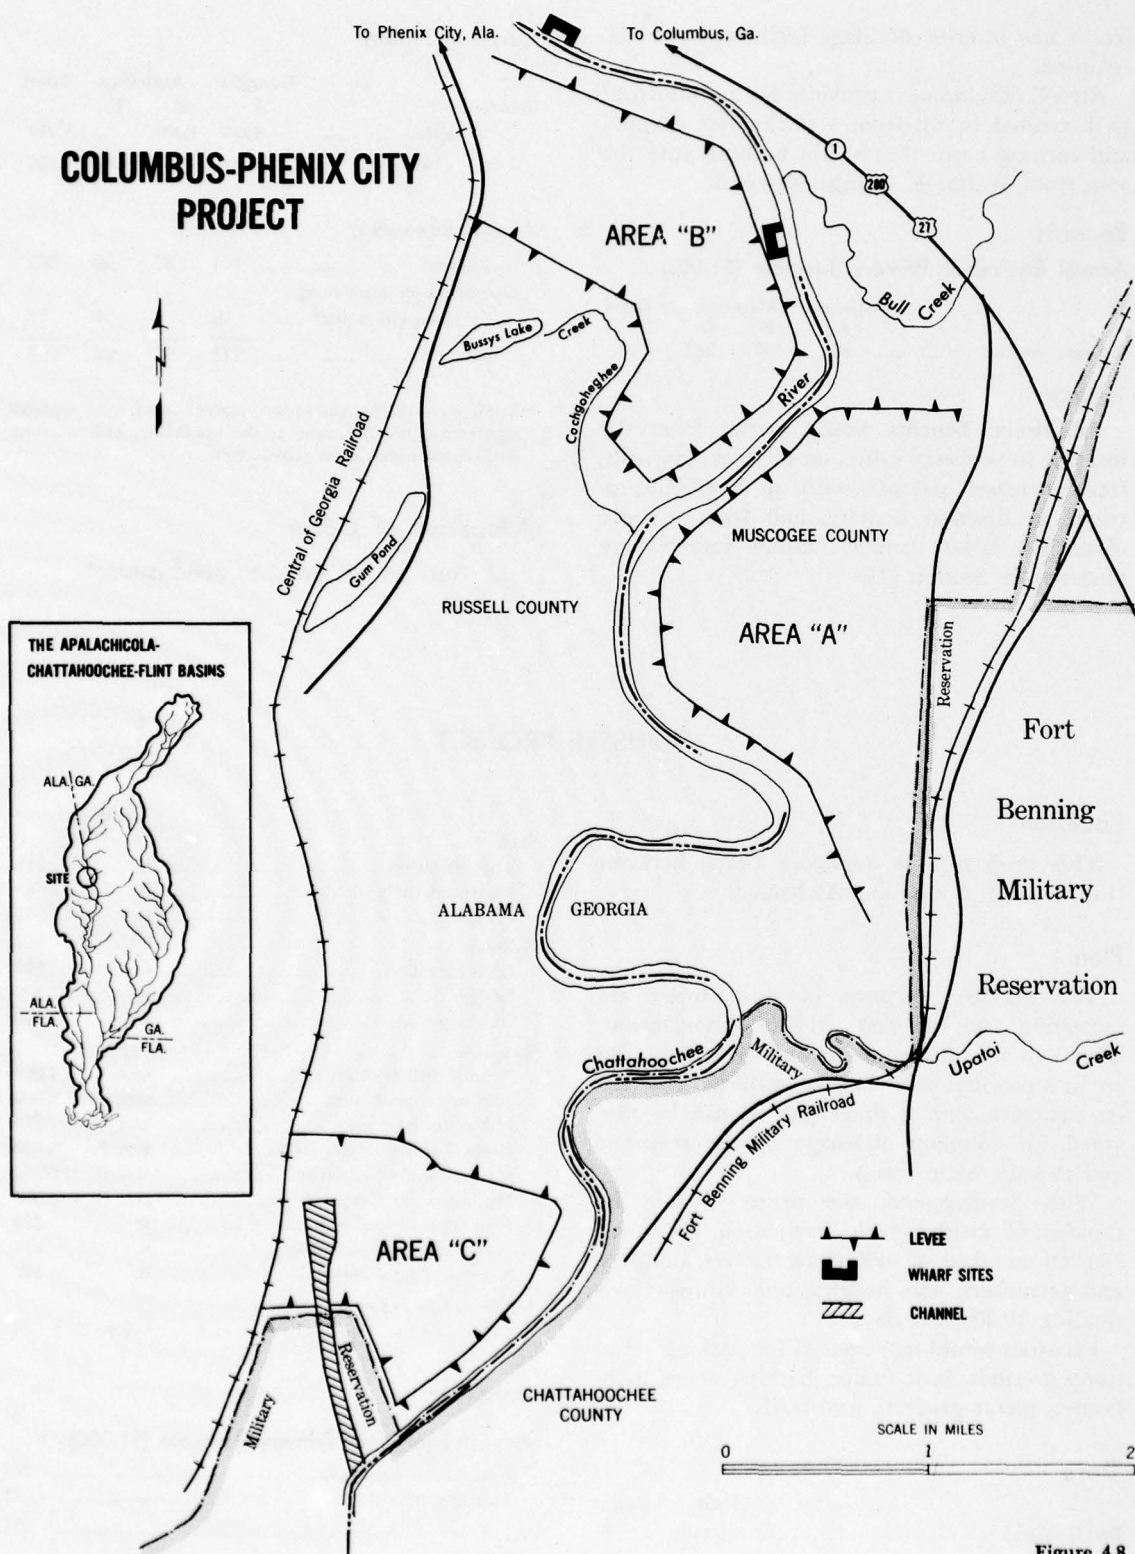 To Phenix City, Ala.
To Columbus, Ga.
COLUMBUS-PHENIX CITY
PROJECT
1
280
27
AREA "B"
Bull Creek
Bussys Lake
Creek
Cochgoheghee
River
Central of Georgia Railroad
Gum Pond
MUSCOGEE COUNTY
RUSSELL COUNTY
AREA "A"
Reservation
Fort
Benning
Military
Reservation
THE APALACHICOLA-
CHATTAHOOCHEE-FLINT BASINS
ALA. GA.
SITE
ALA.
FLA.
GA.
FLA.
ALABAMA
GEORGIA
Chattahoochee
Military
Upatoi
Creek
Fort Benning Military Railroad
AREA "C"
LEVEE
WHARF SITES
CHANNEL
Military
Reservation
CHATTAHOOCHEE
COUNTY
SCALE IN MILES
0 1 2
Figure 4.8